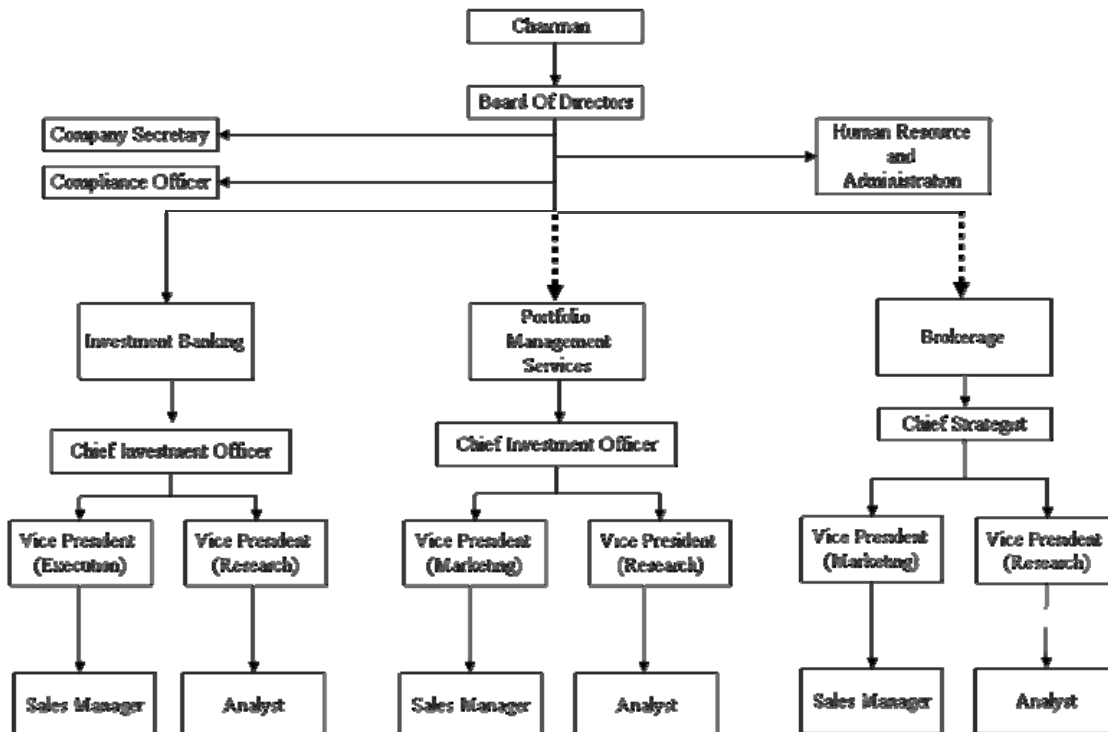 Chairman
Board Of Directors
Company Secretary
Human Resource
and
Administration
Compliance Officer
Investment Banking
Portfolio
Management
Services
Brokerage
Chief Investment Officer
Chief Investment Officer
Chief Strategist
Vice President
(Execution)
Vice President
(Research)
Vice President
(Marketing)
Vice President
(Research)
Vice President
(Marketing)
Vice President
(Research)
Sales Manager
Analyst
Sales Manager
Analyst
Sales Manager
Analyst